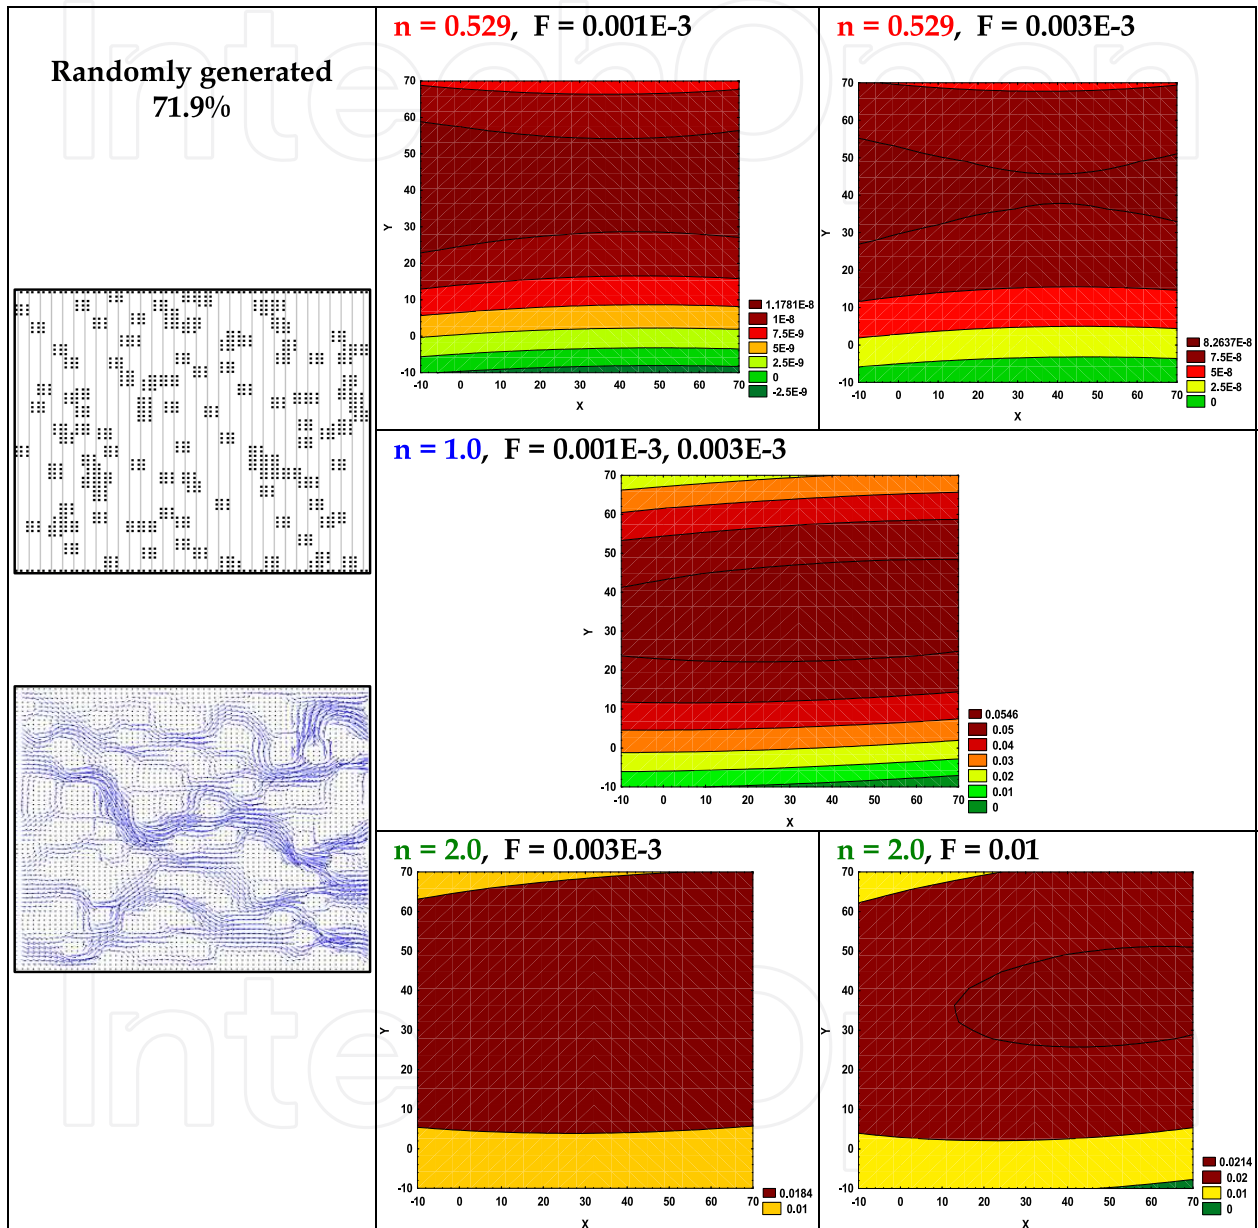 Randomly generated
71.9%
n = 0.529, F = 0.001E-3
70
60
50
40
30
20
10
0
-10
Y
-10 0 10 20 30 40 50 60 70
X
1.1781E-8
1E-8
7.5E-9
5E-9
2.5E-9
0
-2.5E-9
n = 0.529, F = 0.003E-3
70
60
50
40
30
20
10
0
-10
Y
-10 0 10 20 30 40 50 60 70
X
8.2637E-8
7.5E-8
5E-8
2.5E-8
0
n = 1.0, F = 0.001E-3, 0.003E-3
70
60
50
40
30
20
10
0
-10
Y
-10 0 10 20 30 40 50 60 70
X
0.0546
0.05
0.04
0.03
0.02
0.01
0
n = 2.0, F = 0.003E-3
70
60
50
40
30
20
10
0
-10
Y
-10 0 10 20 30 40 50 60 70
X
0.0184
0.01
n = 2.0, F = 0.01
70
60
50
40
30
20
10
0
-10
Y
-10 0 10 20 30 40 50 60 70
X
0.0214
0.02
0.01
0
IntechOpen
IntechOpen